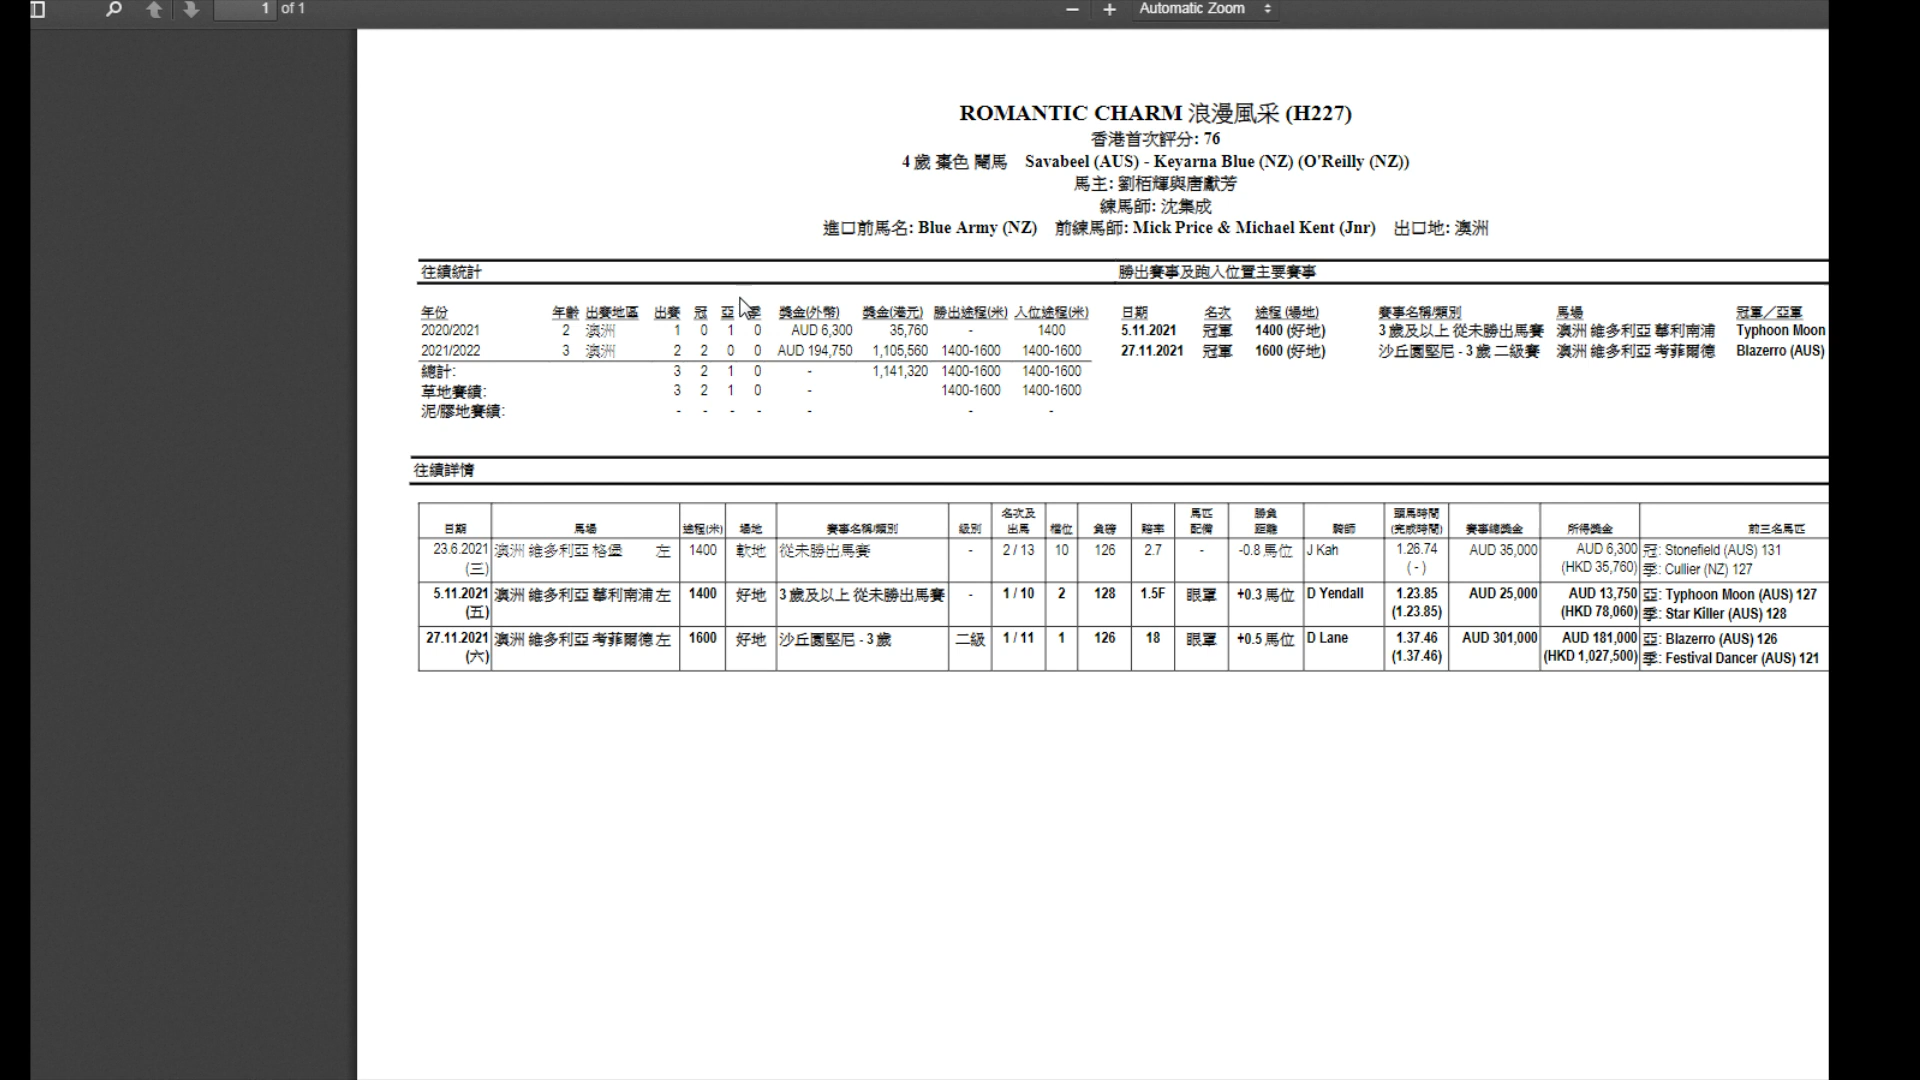 1 of 1 Automatic Zoom
ROMANTIC CHARM 浪漫風采 (H227)
香港首次評分: 76
4 歲 棗色 閹馬 Savabeel (AUS) - Keyarna Blue (NZ) (O'Reilly (NZ))
馬主: 劉栢輝與唐獻芳
練馬師: 沈集成
進口前馬名: Blue Army (NZ) 前練馬師: Mick Price & Michael Kent (Jnr) 出口地: 澳洲
往績統計 勝出賽事及跑入位置主要賽事
年份 年齡 出賽地區 出賽 冠 亞 季 獎金(外幣) 獎金(港元) 勝出途程(米) 入位途程(米) 日期 名次 途程 (場地) 賽事名稱/類別 馬場 冠軍／亞軍
2020/2021 2 澳洲 1 0 1 0 AUD 6,300 35,760 - 1400 5.11.2021 冠軍 1400 (好地) 3 歲及以上 從未勝出馬賽 澳洲 維多利亞 華利南浦 Typhoon Moon
2021/2022 3 澳洲 2 2 0 0 AUD 194,750 1,105,560 1400-1600 1400-1600 27.11.2021 冠軍 1600 (好地) 沙丘園堅尼 - 3 歲 二級賽 澳洲 維多利亞 考菲爾德 Blazerro (AUS)
總計: 3 2 1 0 - 1,141,320 1400-1600 1400-1600
草地賽績: 3 2 1 0 - 1400-1600 1400-1600
泥/膠地賽績: - - - - - - -
往績詳情
日期 馬場 途程(米) 場地 賽事名稱/類別 級別 名次及出馬 檔位 負磅 賠率 馬匹配備 勝負距離 騎師 頭馬時間(完成時間) 賽事總獎金 所得獎金 前三名馬匹
23.6.2021 澳洲 維多利亞 格堡 左 1400 軟地 從未勝出馬賽 - 2 / 13 10 126 2.7 - -0.8 馬位 J Kah 1.26.74 AUD 35,000 AUD 6,300 冠: Stonefield (AUS) 131
(三) ( - ) (HKD 35,760) 季: Cullier (NZ) 127
5.11.2021 澳洲 維多利亞 華利南浦 左 1400 好地 3 歲及以上 從未勝出馬賽 - 1 / 10 2 128 1.5F 眼罩 +0.3 馬位 D Yendall 1.23.85 AUD 25,000 AUD 13,750 亞: Typhoon Moon (AUS) 127
(五) (1.23.85) (HKD 78,060) 季: Star Killer (AUS) 128
27.11.2021 澳洲 維多利亞 考菲爾德 左 1600 好地 沙丘園堅尼 - 3 歲 二級 1 / 11 1 126 18 眼罩 +0.5 馬位 D Lane 1.37.46 AUD 301,000 AUD 181,000 亞: Blazerro (AUS) 126
(六) (1.37.46) (HKD 1,027,500) 季: Festival Dancer (AUS) 121